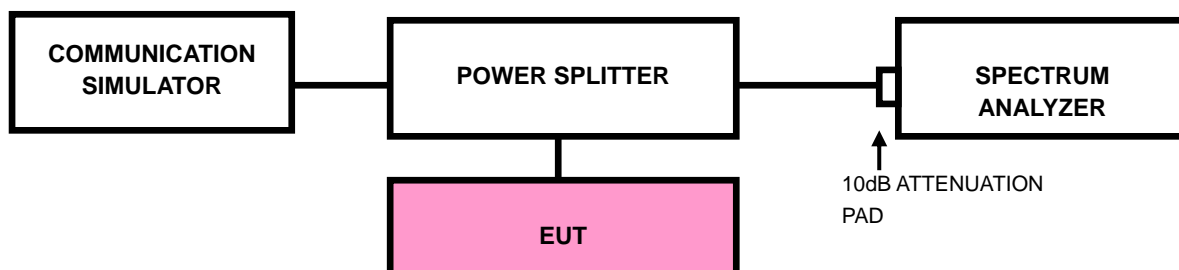 COMMUNICATION
SIMULATOR
POWER SPLITTER
SPECTRUM
ANALYZER
10dB ATTENUATION
PAD
EUT